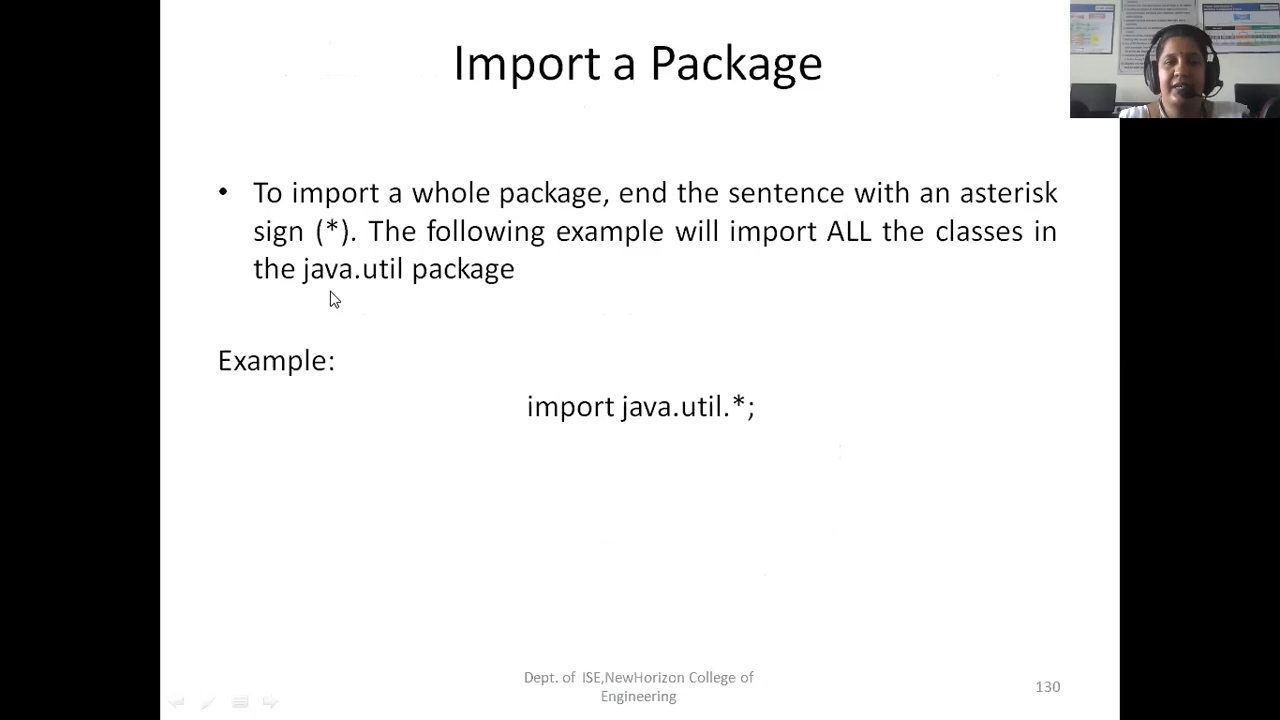 Import a Package
• To import a whole package, end the sentence with an asterisk
sign (*). The following example will import ALL the classes in
the java.util package
Example:
import java.util.*;
Dept. of ISE,NewHorizon College of
Engineering
130